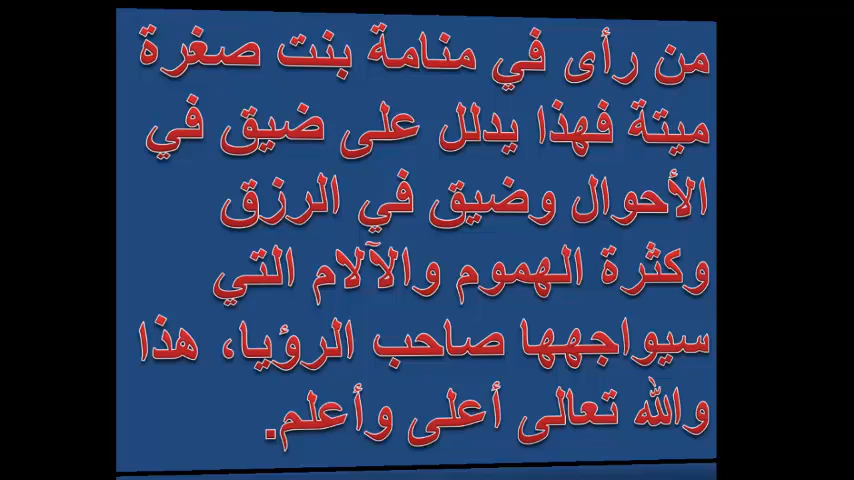 من رأى في منامة بنت صغرة
ميتة فهذا يدلل على ضيق في
الأحوال وضيق في الرزق
وكثرة الهموم والآلام التي
سيواجهها صاحب الرؤيا، هذا
والله تعالى أعلى وأعلم.